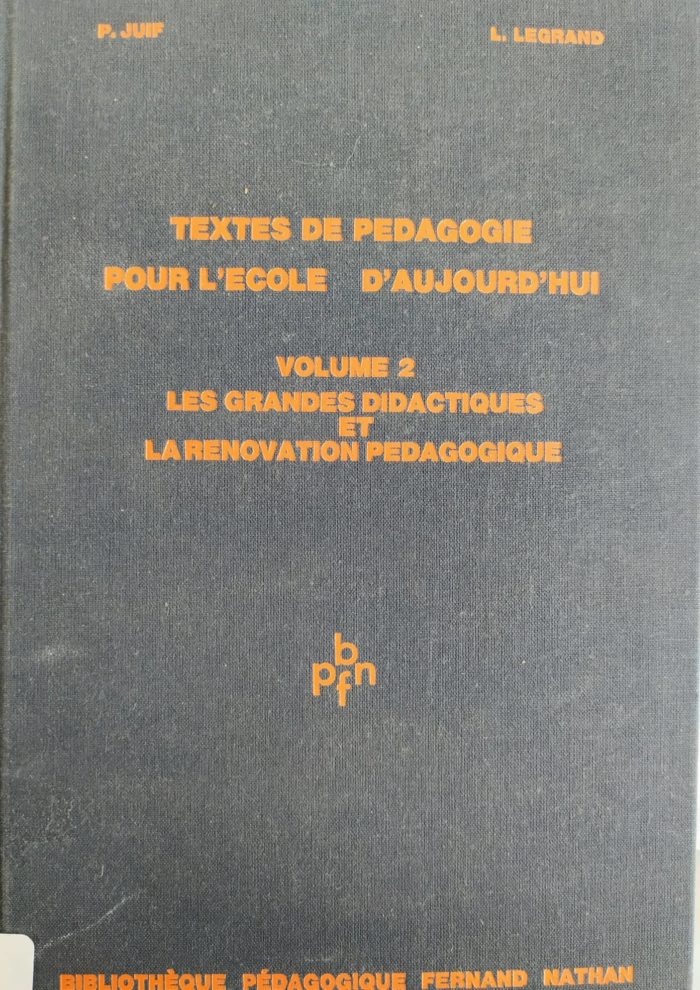 P. JUIF L. LEGRAND
TEXTES DE PEDAGOGIE
POUR L'ECOLE D'AUJOURD'HUI
VOLUME 2
LES GRANDES DIDACTIQUES
ET
LA RENOVATION PEDAGOGIQUE
b
p n
f
BIBLIOTHÈQUE PÉDAGOGIQUE FERNAND NATHAN